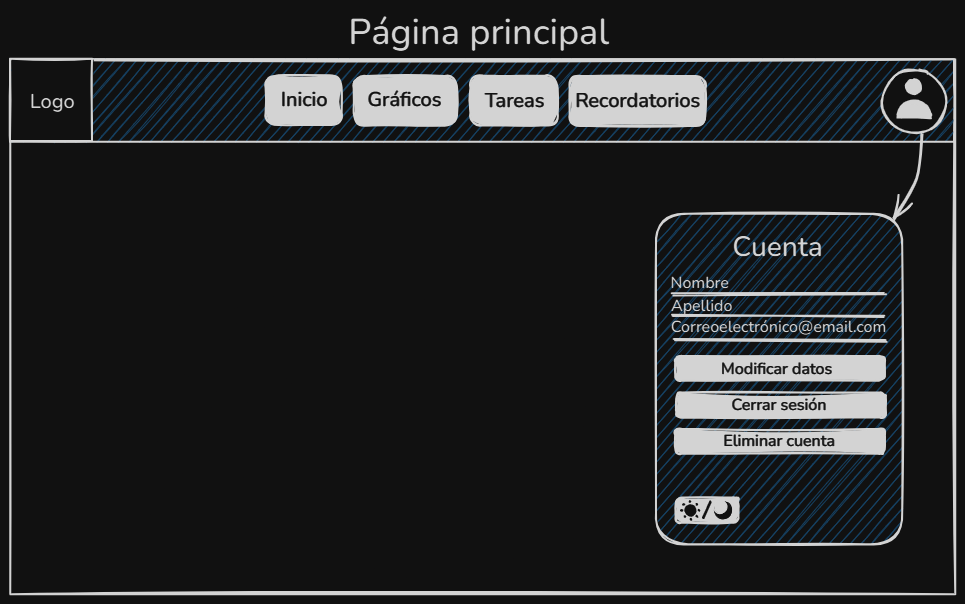 Página principal
Logo
Inicio
Gráficos
Tareas
Recordatorios
Cuenta
Nombre
Apellido
Correoelectrónico@email.com
Modificar datos
Cerrar sesión
Eliminar cuenta
/